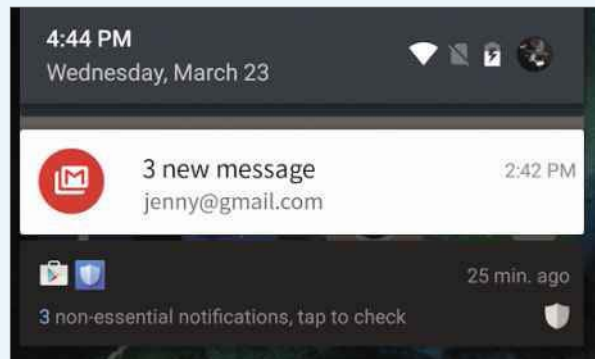 4:44 PM
Wednesday, March 23
3 new message
2:42 PM
jenny@gmail.com
25 min. ago
3 non-essential notifications, tap to check